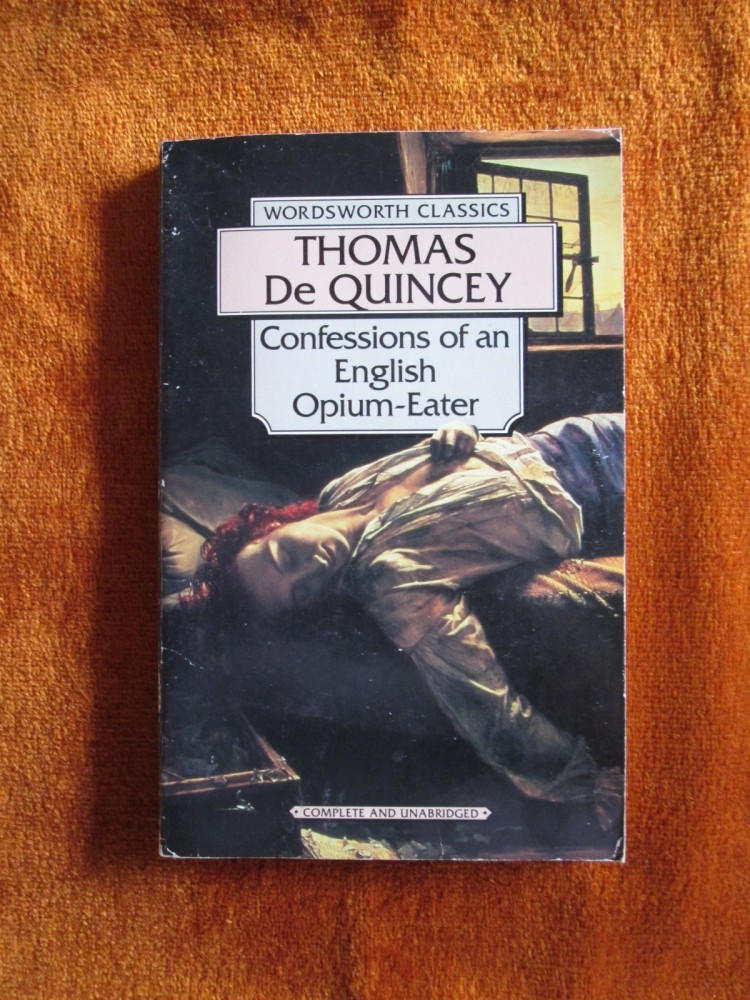 WORDSWORTH CLASSICS
THOMAS
De QUINCEY
Confessions of an
English
Opium-Eater
• COMPLETE AND UNABRIDGED •